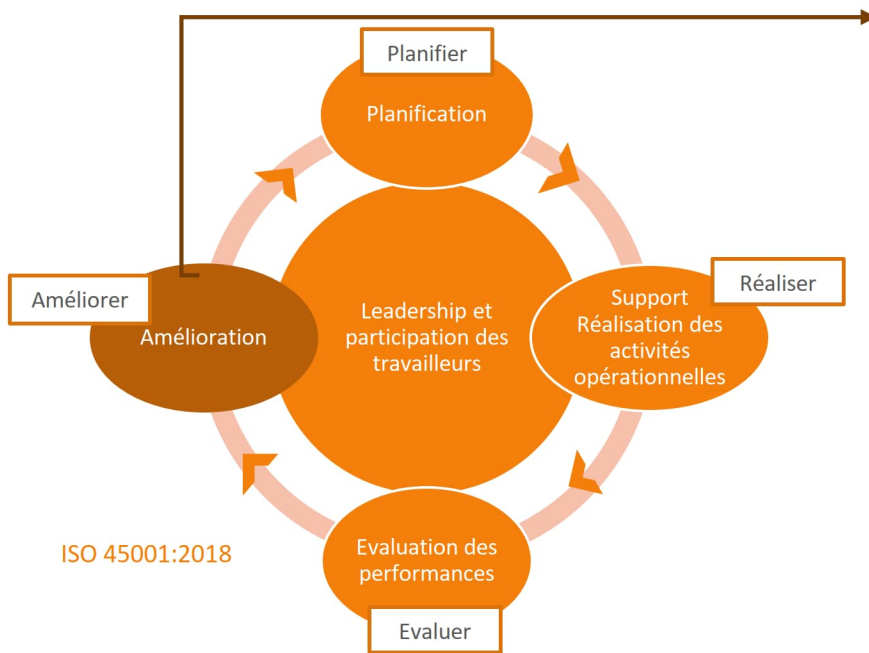 Planifier
Planification
Réaliser
Support
Réalisation des
activités
opérationnelles
Leadership et
participation des
travailleurs
Améliorer
Amélioration
Evaluation des
performances
Evaluer
ISO 45001:2018